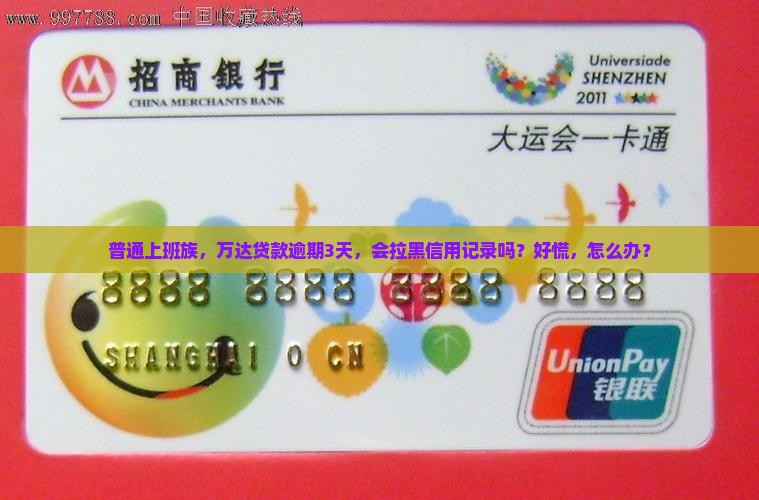 www.997788.com 中国收藏热线
招商银行
CHINA MERCHANTS BANK
Universiade
SHENZHEN
2011
大运会一卡通
普通上班族，万达贷款逾期3天，会拉黑信用记录吗？好慌，怎么办？
8888 8888 8888 8888
SHANGHAI 0 CN
UnionPay
银联